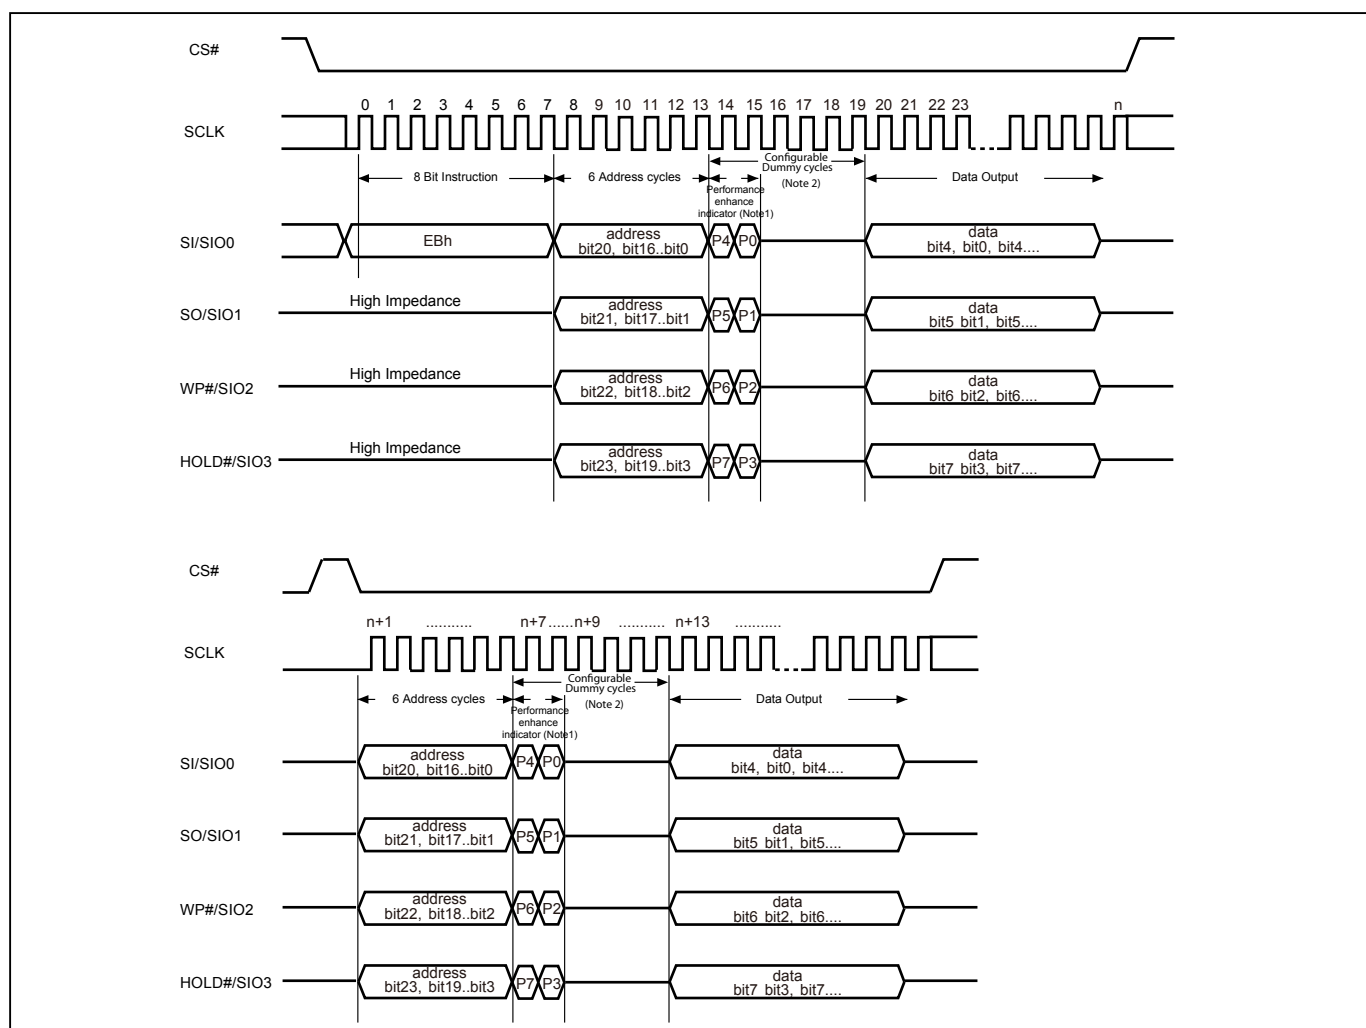 CS#
0 1 2 3 4 5 6 7 8 9 10 11 12 13 14 15 16 17 18 19 20 21 22 23 n
SCLK
Configurable
Dummy cycles
(Note 2)
8 Bit Instruction
6 Address cycles
Data Output
Performance
enhance
indicator (Note1)
SI/SIO0
EBh
address
bit20, bit16..bit0
P4 P0
data
bit4, bit0, bit4....
SO/SIO1
High Impedance
address
bit21, bit17..bit1
P5 P1
data
bit5 bit1, bit5....
WP#/SIO2
High Impedance
address
bit22, bit18..bit2
P6 P2
data
bit6 bit2, bit6....
HOLD#/SIO3
High Impedance
address
bit23, bit19..bit3
P7 P3
data
bit7 bit3, bit7....
CS#
n+1 ........... n+7 ...... n+9 ........... n+13 ...........
SCLK
Configurable
Dummy cycles
(Note 2)
6 Address cycles
Data Output
Performance
enhance
indicator (Note1)
SI/SIO0
address
bit20, bit16..bit0
P4 P0
data
bit4, bit0, bit4....
SO/SIO1
address
bit21, bit17..bit1
P5 P1
data
bit5 bit1, bit5....
WP#/SIO2
address
bit22, bit18..bit2
P6 P2
data
bit6 bit2, bit6....
HOLD#/SIO3
address
bit23, bit19..bit3
P7 P3
data
bit7 bit3, bit7....